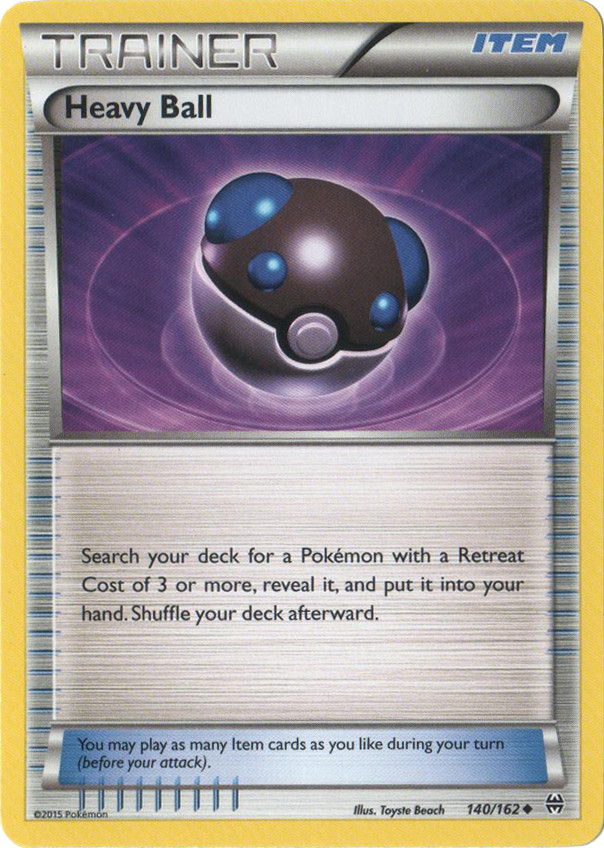 TRAINER
ITEM
Heavy Ball
Search your deck for a Pokémon with a Retreat
Cost of 3 or more, reveal it, and put it into your
hand. Shuffle your deck afterward.
You may play as many Item cards as you like during your turn
(before your attack).
©2015 Pokémon
Illus. Toyste Beach
140/162